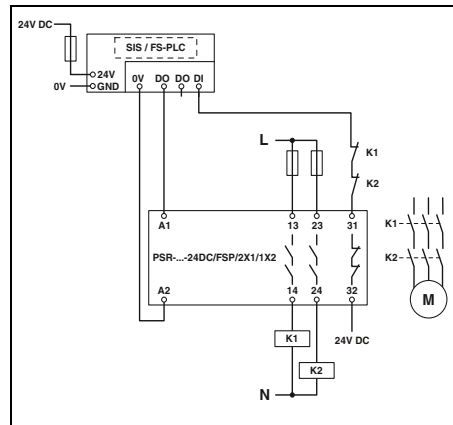 24V DC
SIS / FS-PLC
24V
0V
GND
0V DO DO DI
L
K1
K2
A1 13 23 31
PSR-...-24DC/FSP/2X1/1X2
K1
K2
A2 14 24 32
M
K1
24V DC
K2
N